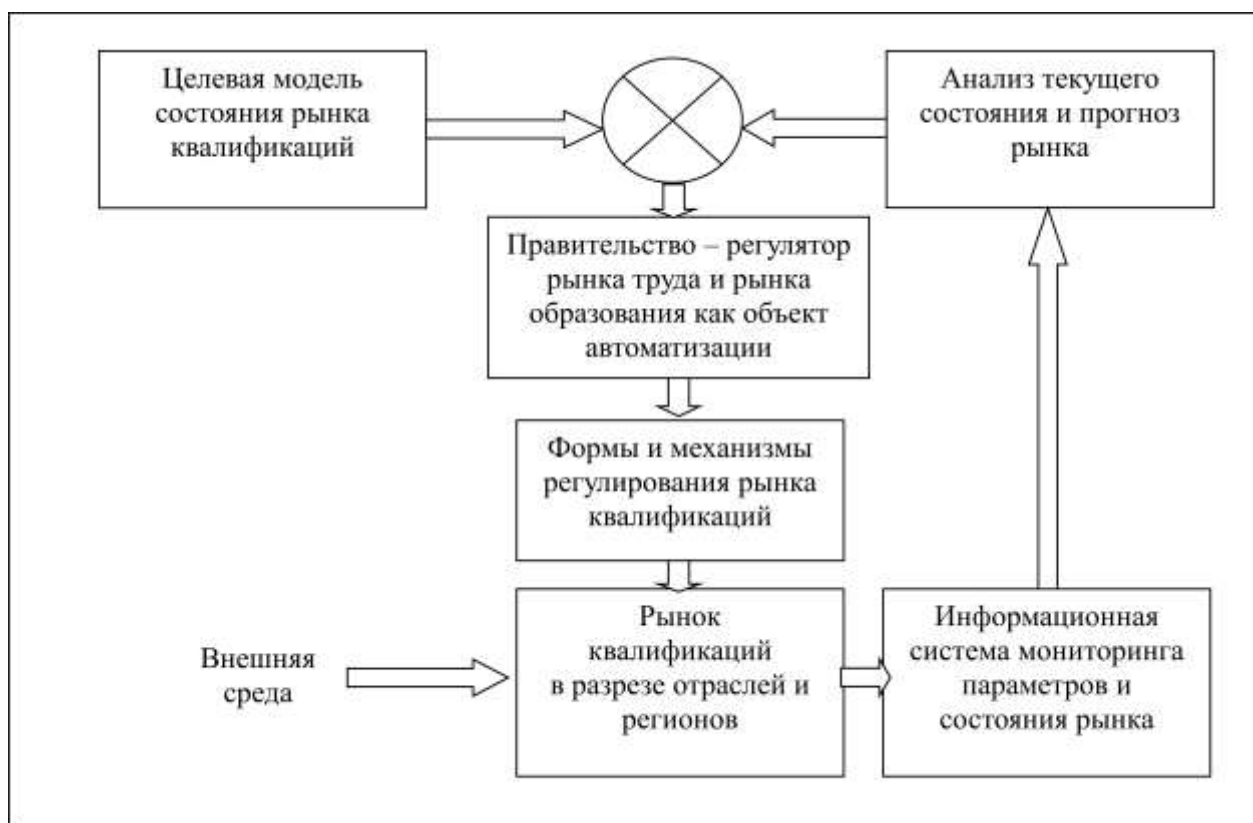 Целевая модель
состояния рынка
квалификаций
Анализ текущего
состояния и прогноз
рынка
Правительство – регулятор
рынка труда и рынка
образования как объект
автоматизации
Формы и механизмы
регулирования рынка
квалификаций
Внешняя
среда
Рынок
квалификаций
в разрезе отраслей и
регионов
Информационная
система мониторинга
параметров и
состояния рынка